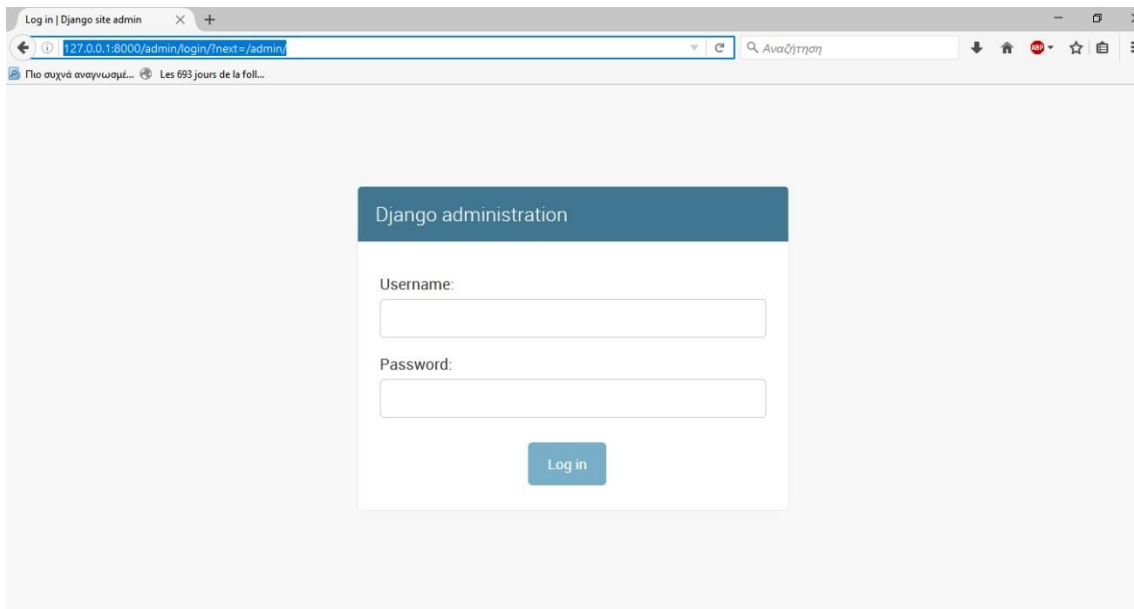 Log in | Django site admin
127.0.0.1:8000/admin/login/?next=/admin/
Αναζήτηση
ABP
Πιο συχνά αναγνωσμέ...
Les 693 jours de la foll...
Django administration
Username:
Password:
Log in